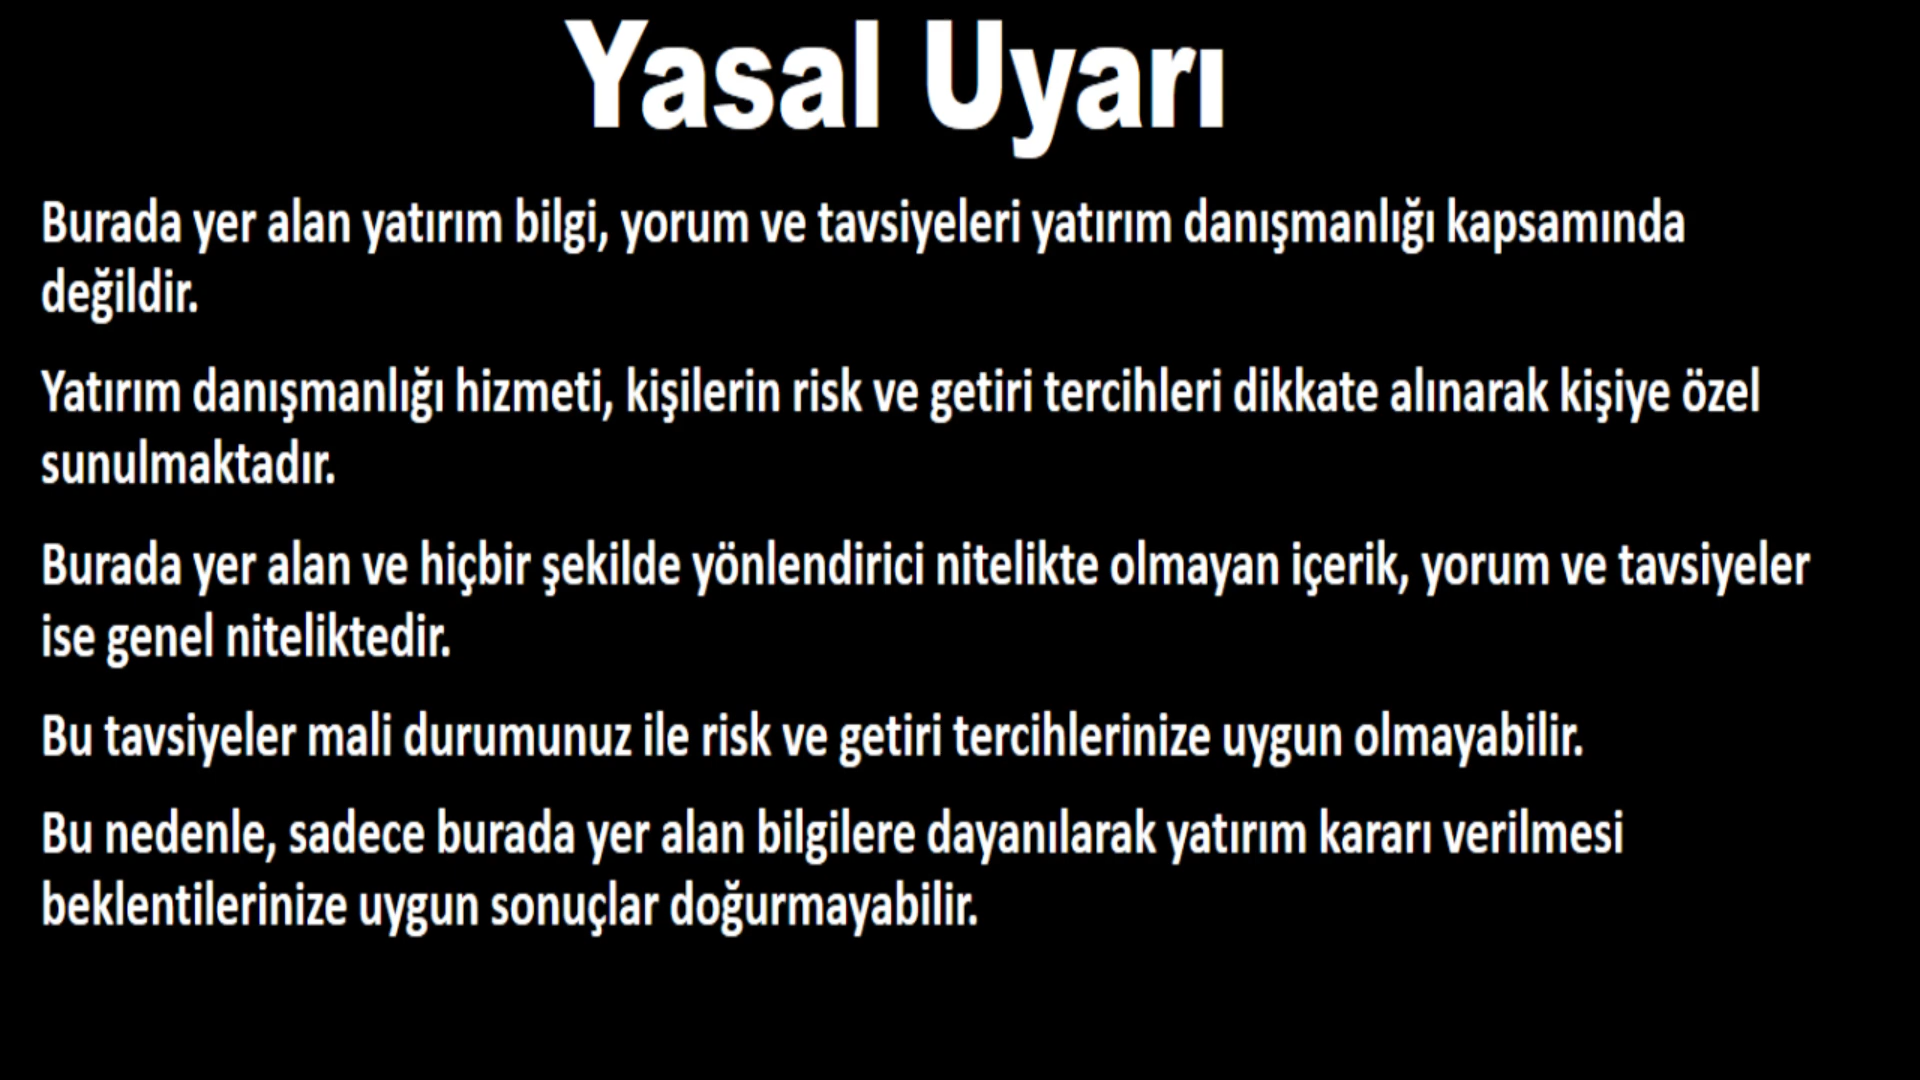 Yasal Uyarı
Burada yer alan yatırım bilgi, yorum ve tavsiyeleri yatırım danışmanlığı kapsamında
değildir.
Yatırım danışmanlığı hizmeti, kişilerin risk ve getiri tercihleri dikkate alınarak kişiye özel
sunulmaktadır.
Burada yer alan ve hiçbir şekilde yönlendirici nitelikte olmayan içerik, yorum ve tavsiyeler
ise genel niteliktedir.
Bu tavsiyeler mali durumunuz ile risk ve getiri tercihlerinize uygun olmayabilir.
Bu nedenle, sadece burada yer alan bilgilere dayanılarak yatırım kararı verilmesi
beklentilerinize uygun sonuçlar doğurmayabilir.